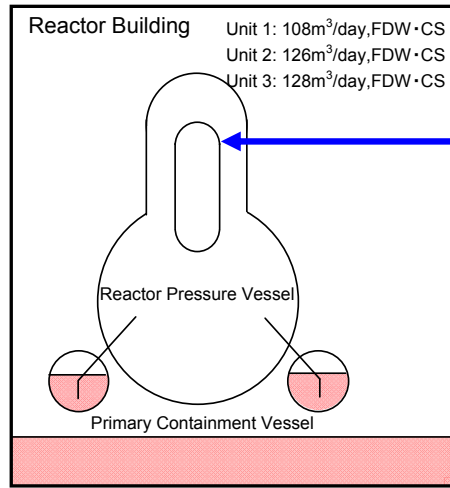 Reactor Building
Unit 1: 108m³/day,FDW・CS
Unit 2: 126m³/day,FDW・CS
Unit 3: 128m³/day,FDW・CS
Reactor Pressure Vessel
Primary Containment Vessel